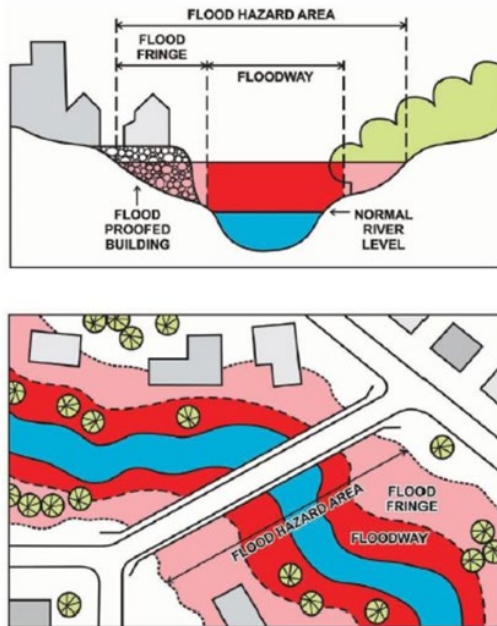 FLOOD HAZARD AREA
FLOOD
FRINGE
FLOODWAY
FLOOD
PROOFED
BUILDING
NORMAL
RIVER
LEVEL
FLOOD HAZARD AREA
FLOOD
FRINGE
FLOODWAY